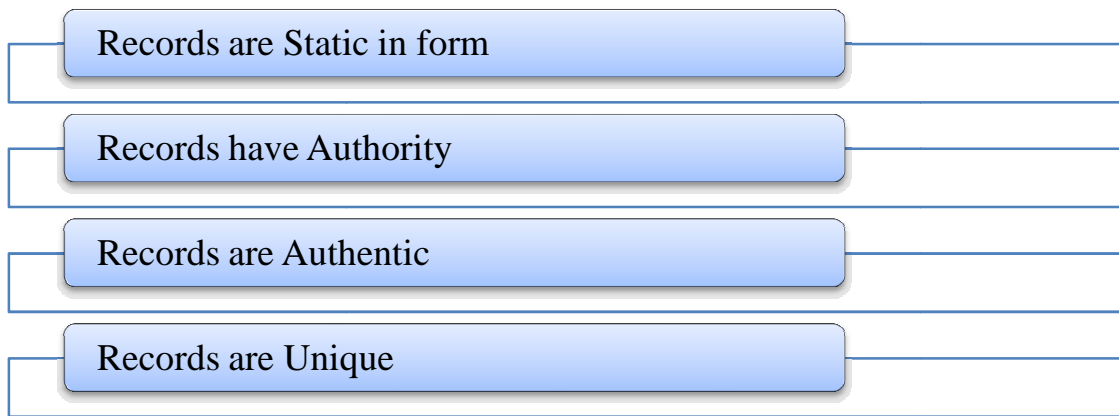 Records are Static in form
Records have Authority
Records are Authentic
Records are Unique